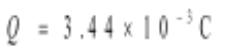 Q = 3.44 × 10⁻³ C